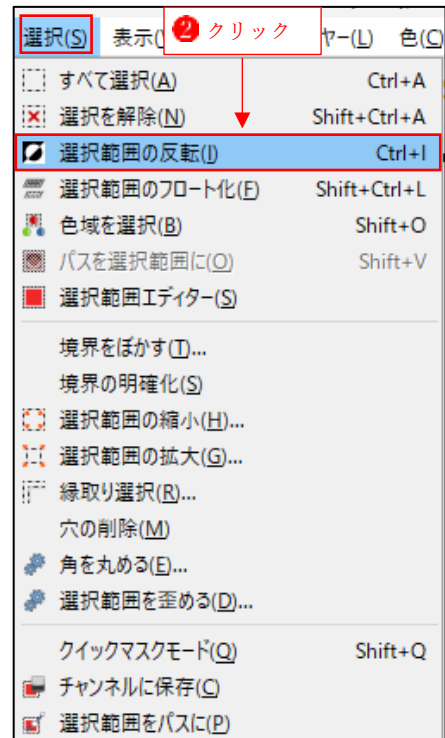 選択(S) 表示( ❷ クリック ヤー(L) 色(C)
すべて選択(A) Ctrl+A
選択を解除(N) Shift+Ctrl+A
選択範囲の反転(I) Ctrl+I
選択範囲のフロート化(F) Shift+Ctrl+L
色域を選択(B) Shift+O
パスを選択範囲に(O) Shift+V
選択範囲エディター(S)
境界をぼかす(T)...
境界の明確化(S)
選択範囲の縮小(H)...
選択範囲の拡大(G)...
縁取り選択(R)...
穴の削除(M)
角を丸める(E)...
選択範囲を歪める(D)...
クイックマスクモード(Q) Shift+Q
チャンネルに保存(C)
選択範囲をパスに(P)